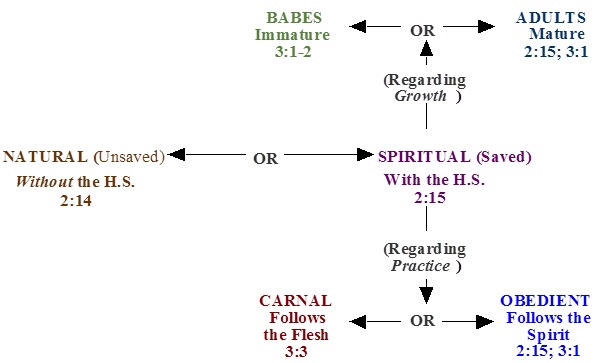 BABES
Immature
3:1-2
OR
ADULTS
Mature
2:15; 3:1
(Regarding
Growth )
NATURAL (Unsaved)
Without the H.S.
2:14
OR
SPIRITUAL (Saved)
With the H.S.
2:15
(Regarding
Practice )
CARNAL
Follows
the Flesh
3:3
OR
OBEDIENT
Follows the
Spirit
2:15; 3:1